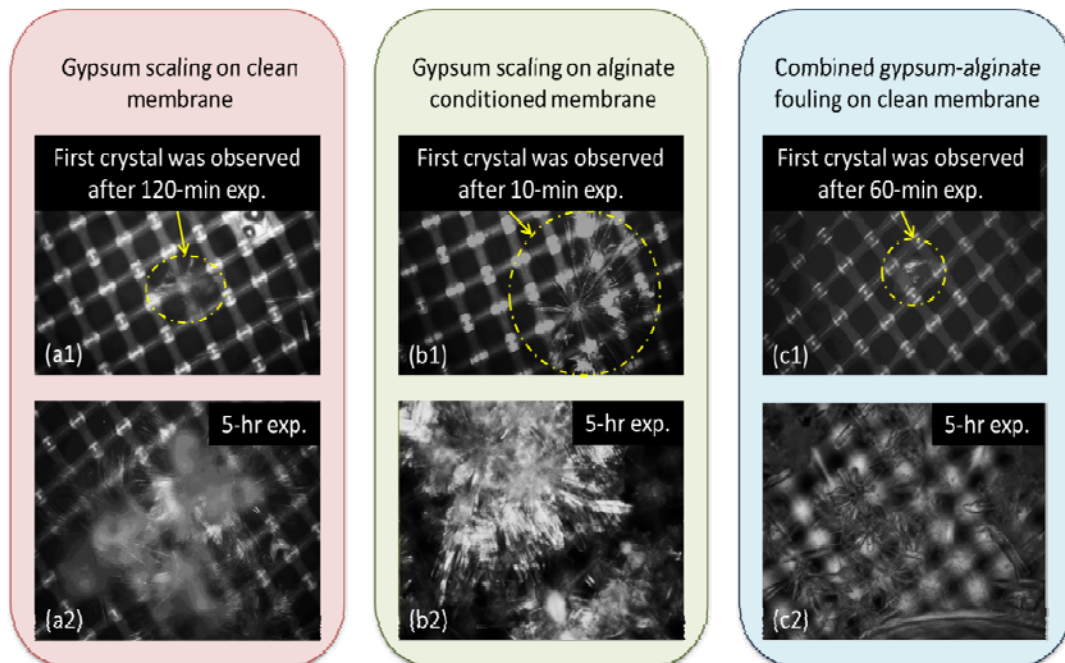 Gypsum scaling on clean
membrane
First crystal was observed
after 120-min exp.
(a1)
5-hr exp.
(a2)
Gypsum scaling on alginate
conditioned membrane
First crystal was observed
after 10-min exp.
(b1)
5-hr exp.
(b2)
Combined gypsum-alginate
fouling on clean membrane
First crystal was observed
after 60-min exp.
(c1)
5-hr exp.
(c2)